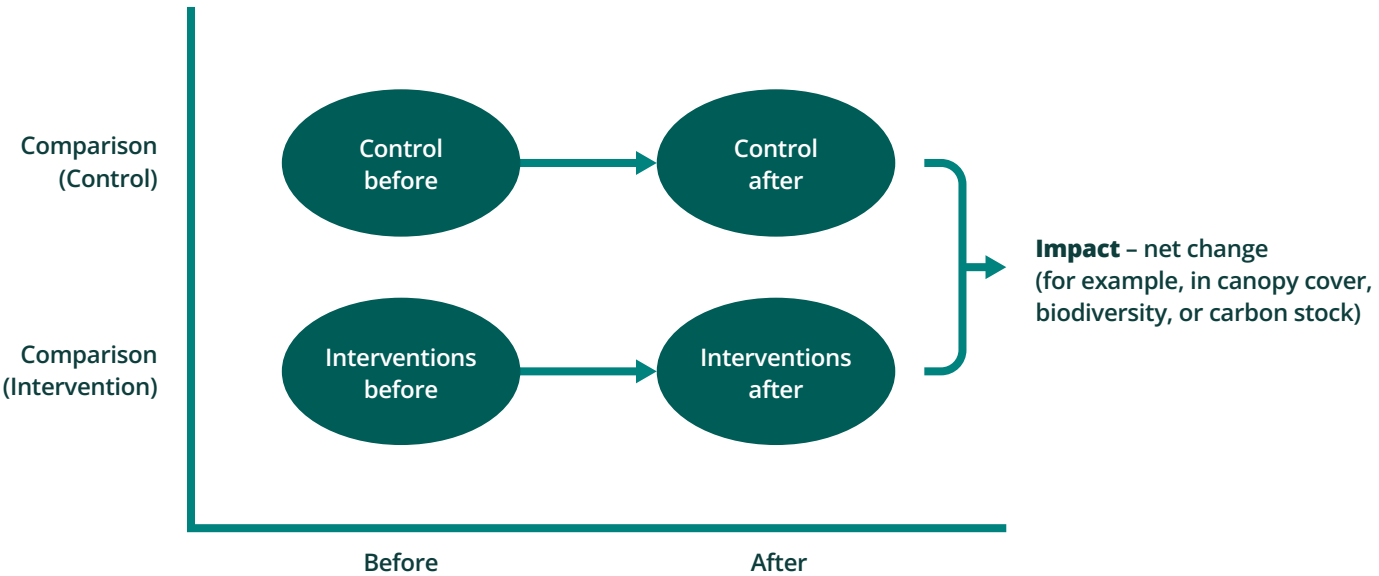 Comparison
(Control)
Control
before
Control
after
Impact – net change
(for example, in canopy cover,
biodiversity, or carbon stock)
Comparison
(Intervention)
Interventions
before
Interventions
after
Before
After